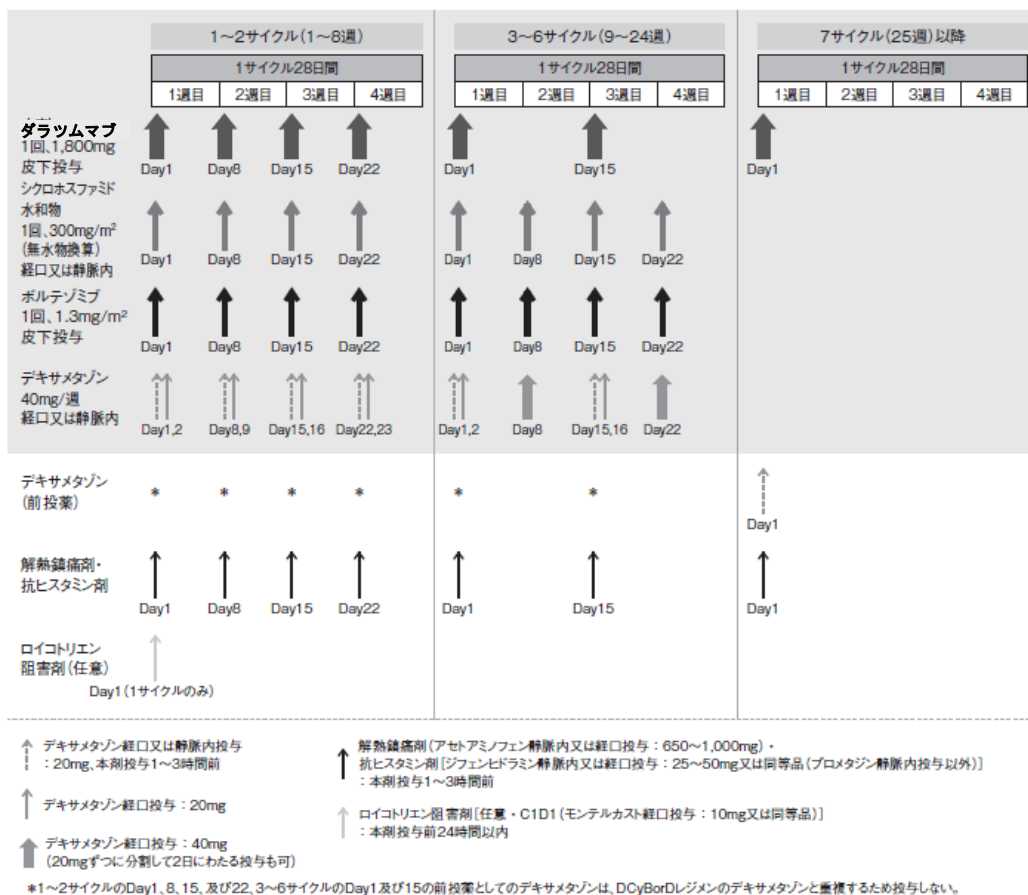 1～2サイクル(1～8週)
3～6サイクル(9～24週)
7サイクル(25週)以降
1サイクル28日間
1サイクル28日間
1サイクル28日間
1週目 2週目 3週目 4週目
1週目 2週目 3週目 4週目
1週目 2週目 3週目 4週目
ダラツムマブ
1回、1,800mg
皮下投与
Day1 Day8 Day15 Day22
Day1 Day15
Day1
シクロホスファミド
水和物
1回、300mg/m²
(無水物換算)
経口又は静脈内
Day1 Day8 Day15 Day22
Day1 Day8 Day15 Day22
ボルテゾミブ
1回、1.3mg/m²
皮下投与
Day1 Day8 Day15 Day22
Day1 Day8 Day15 Day22
デキサメタゾン
40mg/週
経口又は静脈内
Day1,2 Day8,9 Day15,16 Day22,23
Day1,2 Day8 Day15,16 Day22
デキサメタゾン
(前投薬)
* * * *
* *
Day1
解熱鎮痛剤・
抗ヒスタミン剤
Day1 Day8 Day15 Day22
Day1 Day15
Day1
ロイコトリエン
阻害剤(任意)
Day1(1サイクルのみ)
デキサメタゾン経口又は静脈内投与
：20mg、本剤投与1～3時間前
デキサメタゾン経口投与：20mg
デキサメタゾン経口投与：40mg
(20mgずつに分割して2日にわたる投与も可)
解熱鎮痛剤(アセトアミノフェン静脈内又は経口投与：650～1,000mg)・
抗ヒスタミン剤[ジフェンヒドラミン静脈内又は経口投与：25～50mg又は同等品(プロメタジン静脈内投与以外)]
：本剤投与1～3時間前
ロイコトリエン阻害剤[任意・C1D1(モンテルカスト経口投与：10mg又は同等品)]
：本剤投与前24時間以内
*1～2サイクルのDay1、8、15、及び22、3～6サイクルのDay1及び15の前投薬としてのデキサメタゾンは、DCyBorDレジメンのデキサメタゾンと重複するため投与しない。